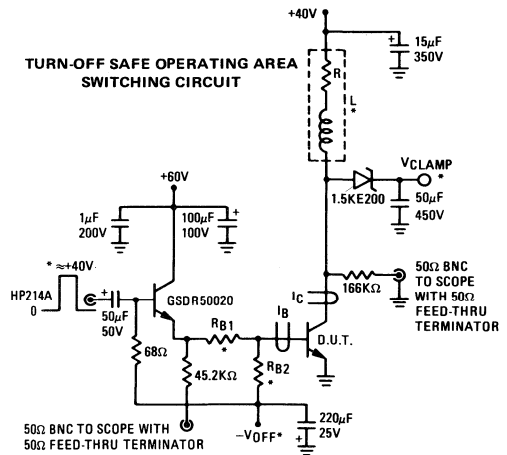 +40V
15μF
350V
TURN-OFF SAFE OPERATING AREA
SWITCHING CIRCUIT
R
L
*
+60V
VCLAMP
*
1.5KE200
50μF
450V
1μF
200V
100μF
100V
+
* ≈+40V
HP214A
0
+
50μF
50V
GSDR50020
68Ω
RB1
*
IB
IC
166KΩ
50Ω BNC
TO SCOPE
WITH 50Ω
FEED-THRU
TERMINATOR
D.U.T.
45.2KΩ
RB2
*
-VOFF*
220μF
25V
+
50Ω BNC TO SCOPE WITH
50Ω FEED-THRU TERMINATOR